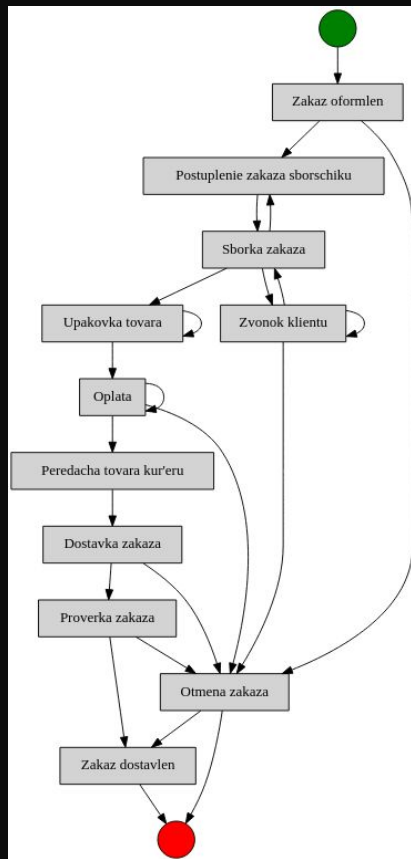 Zakaz oformlen
Postuplenie zakaza sborschiku
Sborka zakaza
Upakovka tovara
Zvonok klientu
Oplata
Peredacha tovara kur'eru
Dostavka zakaza
Proverka zakaza
Otmena zakaza
Zakaz dostavlen